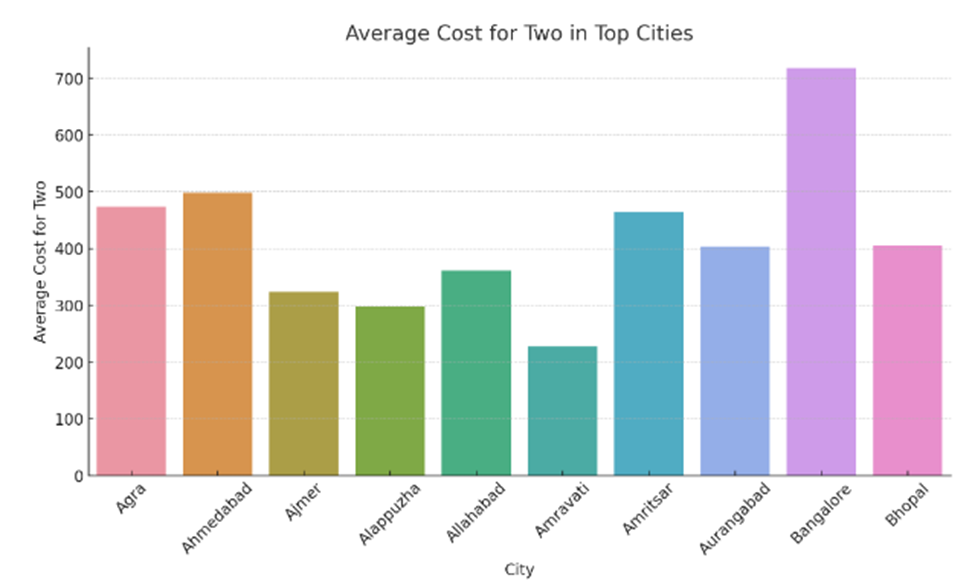 Average Cost for Two in Top Cities
Average Cost for Two
700
600
500
400
300
200
100
0
Agra
Ahmedabad
Ajmer
Alappuzha
Allahabad
Amravati
Amritsar
Aurangabad
Bangalore
Bhopal
City